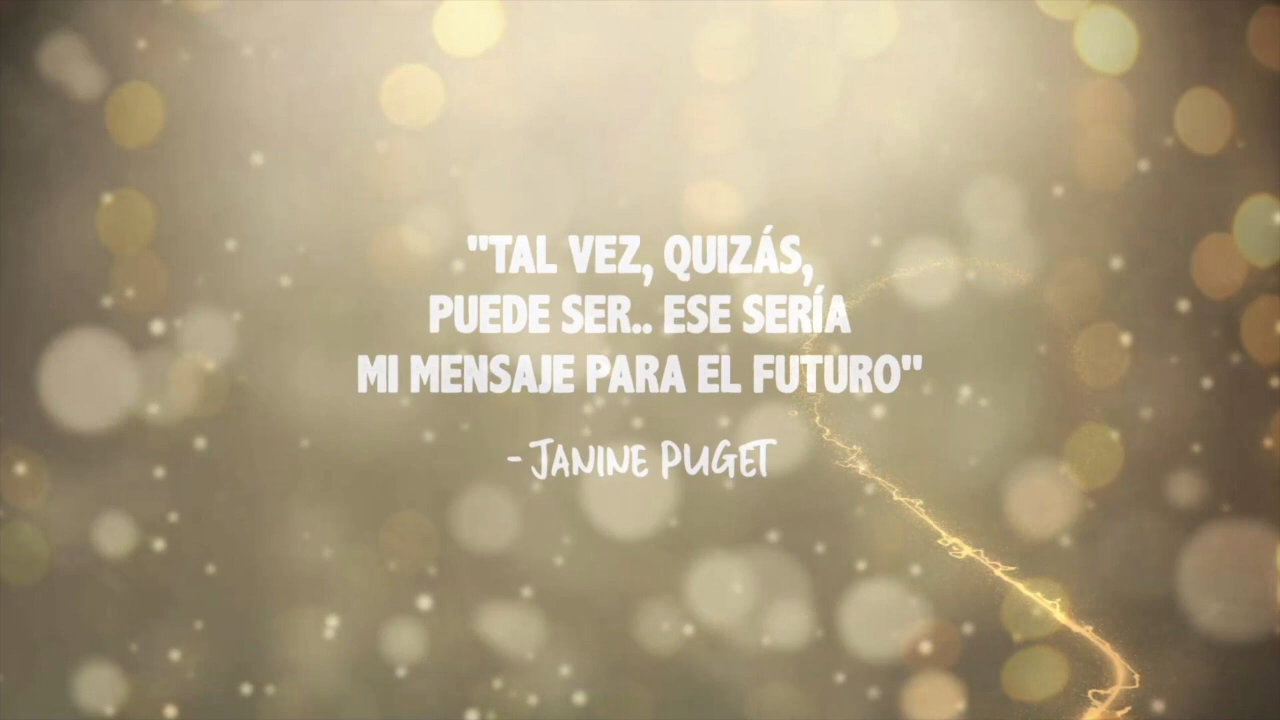 "TAL VEZ, QUIZÁS,
PUEDE SER.. ESE SERÍA
MI MENSAJE PARA EL FUTURO"
- JANINE PUGET